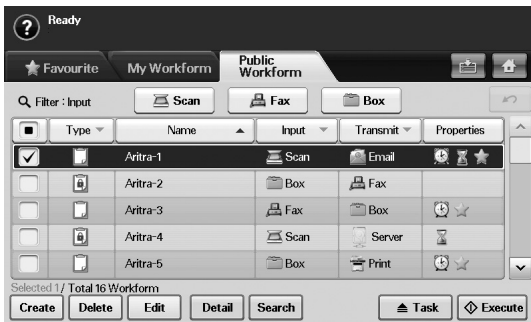 Ready
Favourite My Workform Public Workform
Filter : Input Scan Fax Box
Type Name Input Transmit Properties
Aritra-1 Scan Email
Aritra-2 Box Fax
Aritra-3 Fax Box
Aritra-4 Scan Server
Aritra-5 Box Print
Selected 1/ Total 16 Workform
Create Delete Edit Detail Search Task Execute